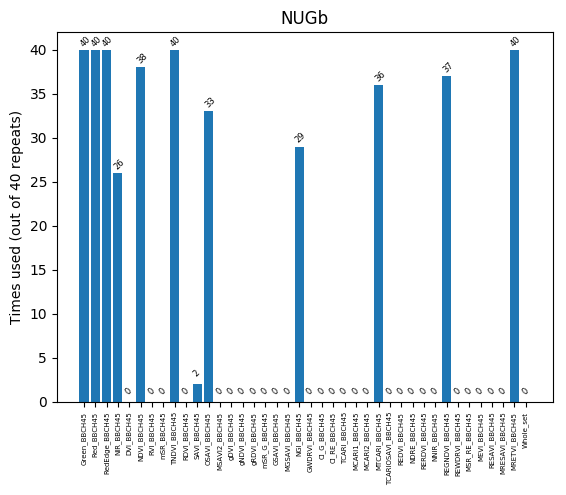 NUGb
Times used (out of 40 repeats)
40
35
30
25
20
15
10
5
0
40
40
40
26
0
38
0
0
40
0
2
33
0
0
0
0
0
0
0
29
0
0
0
0
0
0
36
0
0
0
0
0
37
0
0
0
0
0
40
0
Green_BBCH45
Red_BBCH45
RedEdge_BBCH45
NIR_BBCH45
DVI_BBCH45
NDVI_BBCH45
RVI_BBCH45
mSR_BBCH45
TNDVI_BBCH45
RDVI_BBCH45
SAVI_BBCH45
OSAVI_BBCH45
MSAVI2_BBCH45
gDVI_BBCH45
gNDVI_BBCH45
gRDVI_BBCH45
mSR_G_BBCH45
GSAVI_BBCH45
MGSAVI_BBCH45
NGI_BBCH45
GWDRVI_BBCH45
CI_G_BBCH45
CI_RE_BBCH45
TCARI_BBCH45
MCARI1_BBCH45
MCARI2_BBCH45
MTCARI_BBCH45
TCARIOSAVI_BBCH45
REDVI_BBCH45
NDRE_BBCH45
RERDVI_BBCH45
NNIR_BBCH45
REGNDVI_BBCH45
REWDRVI_BBCH45
MSR_RE_BBCH45
MEVI_BBCH45
RESAVI_BBCH45
MRESAVI_BBCH45
MRETVI_BBCH45
Whole_set